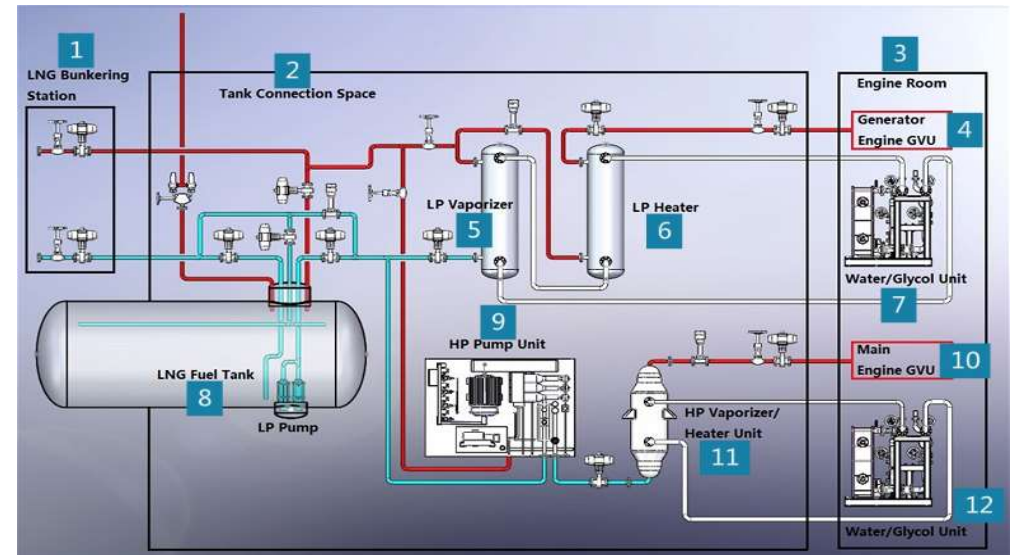 1
LNG Bunkering
Station
2
Tank Connection Space
3
Engine Room
Generator
Engine GVU
4
LP Vaporizer
5
LP Heater
6
Water/Glycol Unit
7
LNG Fuel Tank
8
LP Pump
9
HP Pump Unit
Main
Engine GVU
10
HP Vaporizer/
Heater Unit
11
12
Water/Glycol Unit